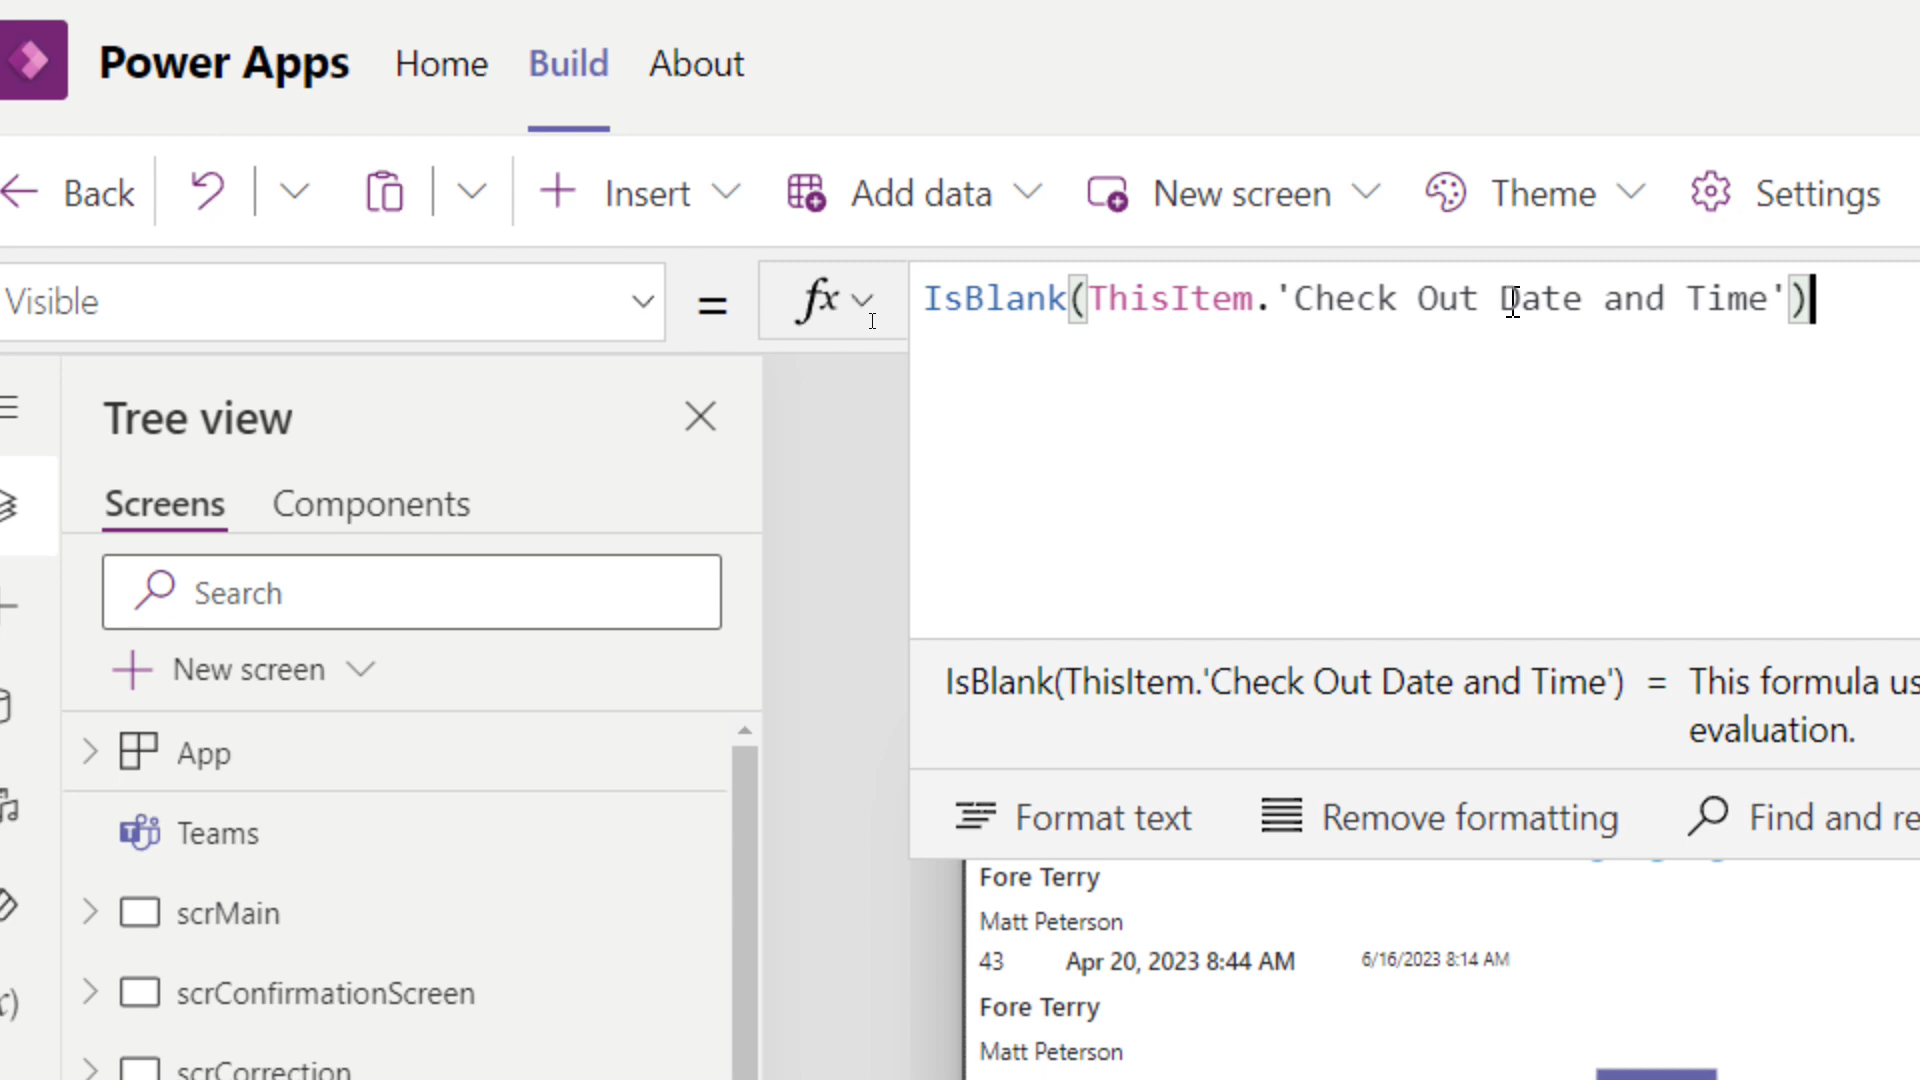 Power Apps Home Build About
Back Insert Add data New screen Theme Settings
Visible = fx IsBlank(ThisItem.'Check Out Date and Time')
Tree view
Screens Components
Search
New screen
IsBlank(ThisItem.'Check Out Date and Time') = This formula us
evaluation.
App
Format text Remove formatting Find and re
Teams
Fore Terry
scrMain
Matt Peterson
43 Apr 20, 2023 8:44 AM 6/16/2023 8:14 AM
scrConfirmationScreen
Fore Terry
Matt Peterson
scrCorrection